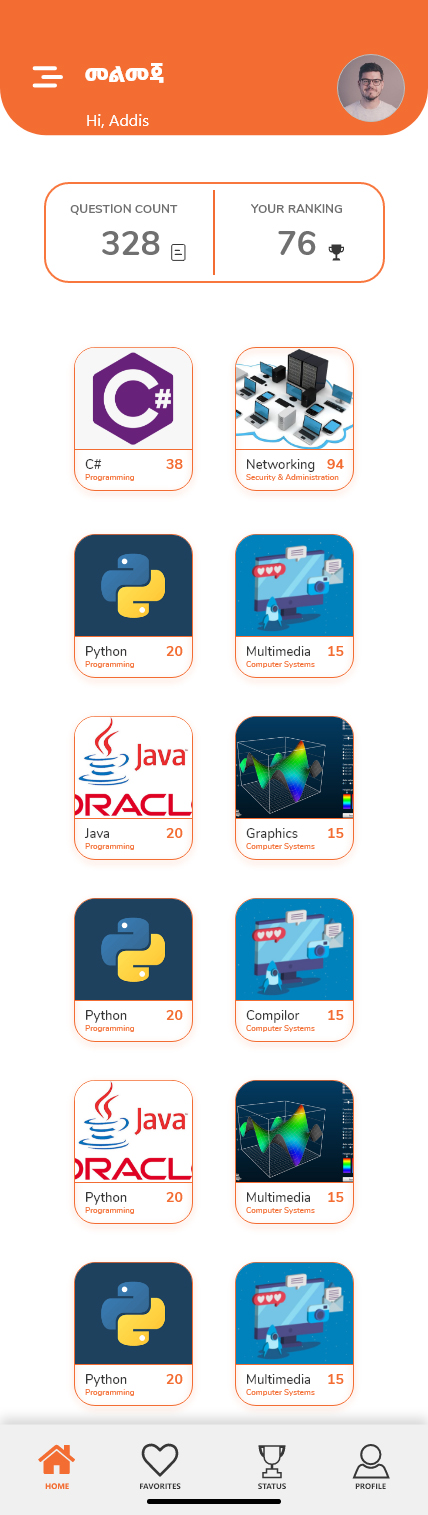 መልመጃ
Hi, Addis
QUESTION COUNT
328
YOUR RANKING
76
C#
C# 38
Programming
Networking 94
Security & Administration
Python 20
Programming
Multimedia 15
Computer Systems
Java
ORACL
Java 20
Programming
Graphics 15
Computer Systems
Python 20
Programming
Compilor 15
Computer Systems
Java
ORACL
Python 20
Programming
Multimedia 15
Computer Systems
Python 20
Programming
Multimedia 15
Computer Systems
HOME
FAVORITES
STATUS
PROFILE